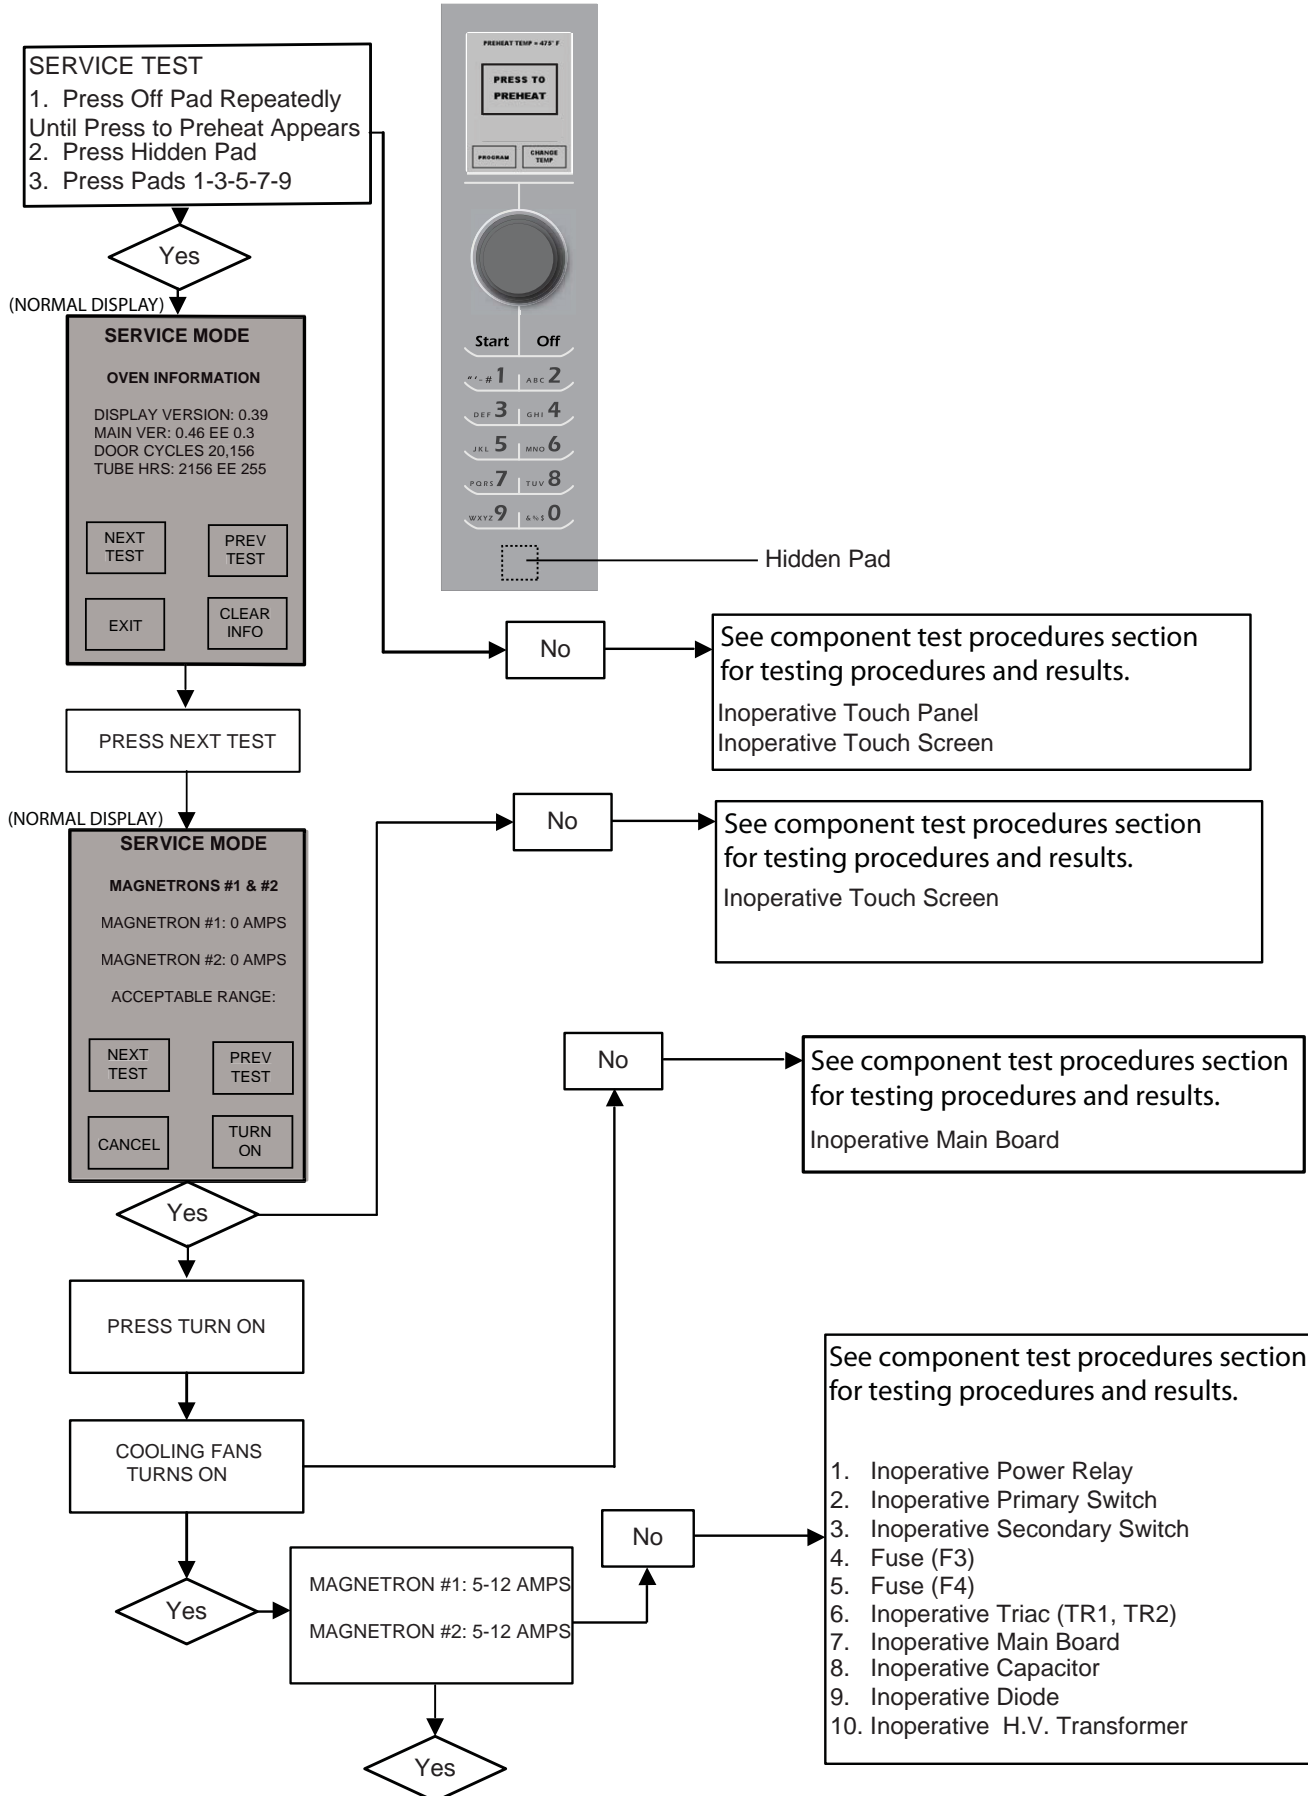 SERVICE TEST
1. Press Off Pad Repeatedly
Until Press to Preheat Appears
2. Press Hidden Pad
3. Press Pads 1-3-5-7-9
PREHEAT TEMP = 475° F
PRESS TO
PREHEAT
PROGRAM
CHANGE
TEMP
Start Off
"'-# 1 ABC 2
DEF 3 GHI 4
JKL 5 MNO 6
PQRS 7 TUV 8
WXYZ 9 &%$ 0
Hidden Pad
Yes
(NORMAL DISPLAY)
SERVICE MODE
OVEN INFORMATION
DISPLAY VERSION: 0.39
MAIN VER: 0.46 EE 0.3
DOOR CYCLES 20,156
TUBE HRS: 2156 EE 255
NEXT
TEST
PREV
TEST
EXIT
CLEAR
INFO
No
See component test procedures section
for testing procedures and results.
Inoperative Touch Panel
Inoperative Touch Screen
PRESS NEXT TEST
(NORMAL DISPLAY)
SERVICE MODE
MAGNETRONS #1 & #2
MAGNETRON #1: 0 AMPS
MAGNETRON #2: 0 AMPS
ACCEPTABLE RANGE:
NEXT
TEST
PREV
TEST
CANCEL
TURN
ON
No
See component test procedures section
for testing procedures and results.
Inoperative Touch Screen
Yes
PRESS TURN ON
COOLING FANS
TURNS ON
No
See component test procedures section
for testing procedures and results.
Inoperative Main Board
Yes
MAGNETRON #1: 5-12 AMPS
MAGNETRON #2: 5-12 AMPS
No
See component test procedures section
for testing procedures and results.
1. Inoperative Power Relay
2. Inoperative Primary Switch
3. Inoperative Secondary Switch
4. Fuse (F3)
5. Fuse (F4)
6. Inoperative Triac (TR1, TR2)
7. Inoperative Main Board
8. Inoperative Capacitor
9. Inoperative Diode
10. Inoperative H.V. Transformer
Yes